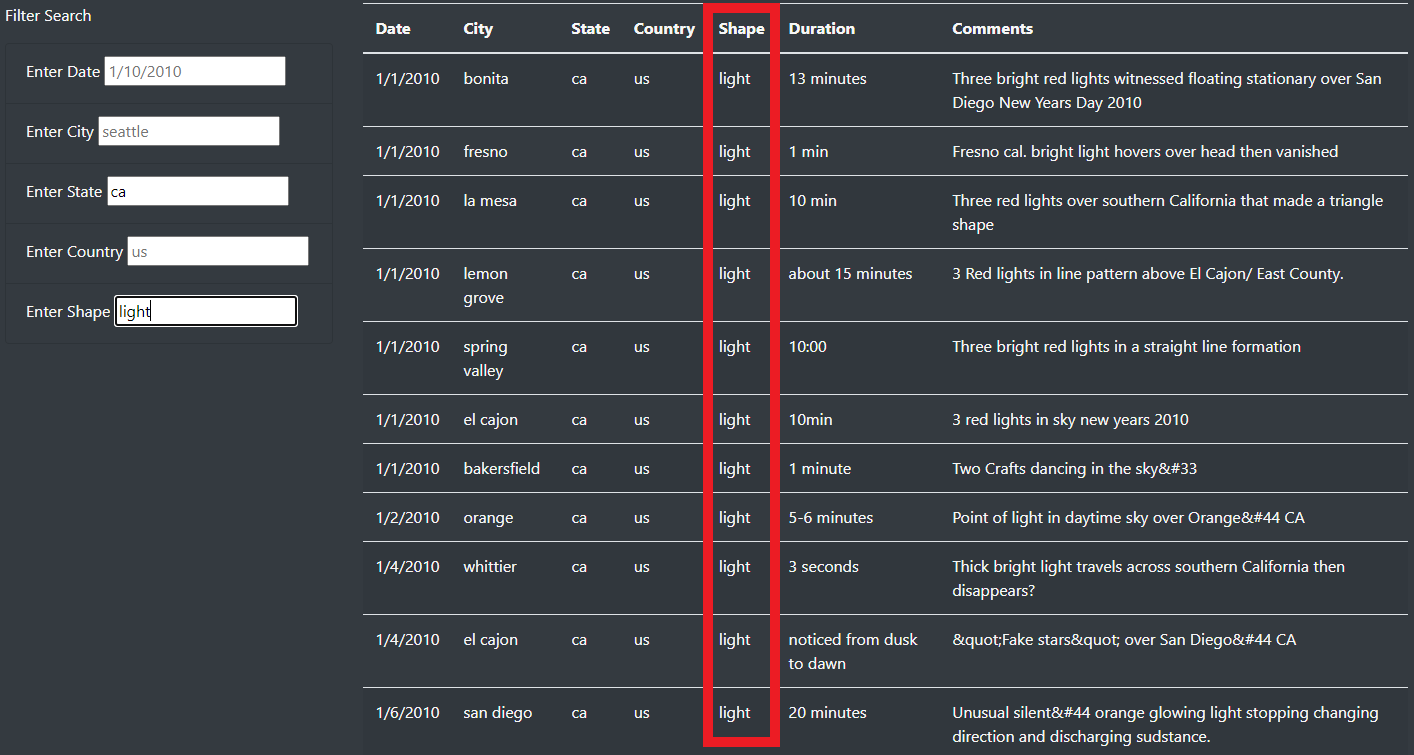 Filter Search
Enter Date 1/10/2010
Enter City seattle
Enter State ca
Enter Country us
Enter Shape light
Date City State Country Shape Duration Comments
1/1/2010 bonita ca us light 13 minutes Three bright red lights witnessed floating stationary over San
Diego New Years Day 2010
1/1/2010 fresno ca us light 1 min Fresno cal. bright light hovers over head then vanished
1/1/2010 la mesa ca us light 10 min Three red lights over southern California that made a triangle
shape
1/1/2010 lemon ca us light about 15 minutes 3 Red lights in line pattern above El Cajon/ East County.
grove
1/1/2010 spring ca us light 10:00 Three bright red lights in a straight line formation
valley
1/1/2010 el cajon ca us light 10min 3 red lights in sky new years 2010
1/1/2010 bakersfield ca us light 1 minute Two Crafts dancing in the sky&#33
1/2/2010 orange ca us light 5-6 minutes Point of light in daytime sky over Orange&#44 CA
1/4/2010 whittier ca us light 3 seconds Thick bright light travels across southern California then
disappears?
1/4/2010 el cajon ca us light noticed from dusk &quot;Fake stars&quot; over San Diego&#44 CA
to dawn
1/6/2010 san diego ca us light 20 minutes Unusual silent&#44 orange glowing light stopping changing
direction and discharging sudstance.